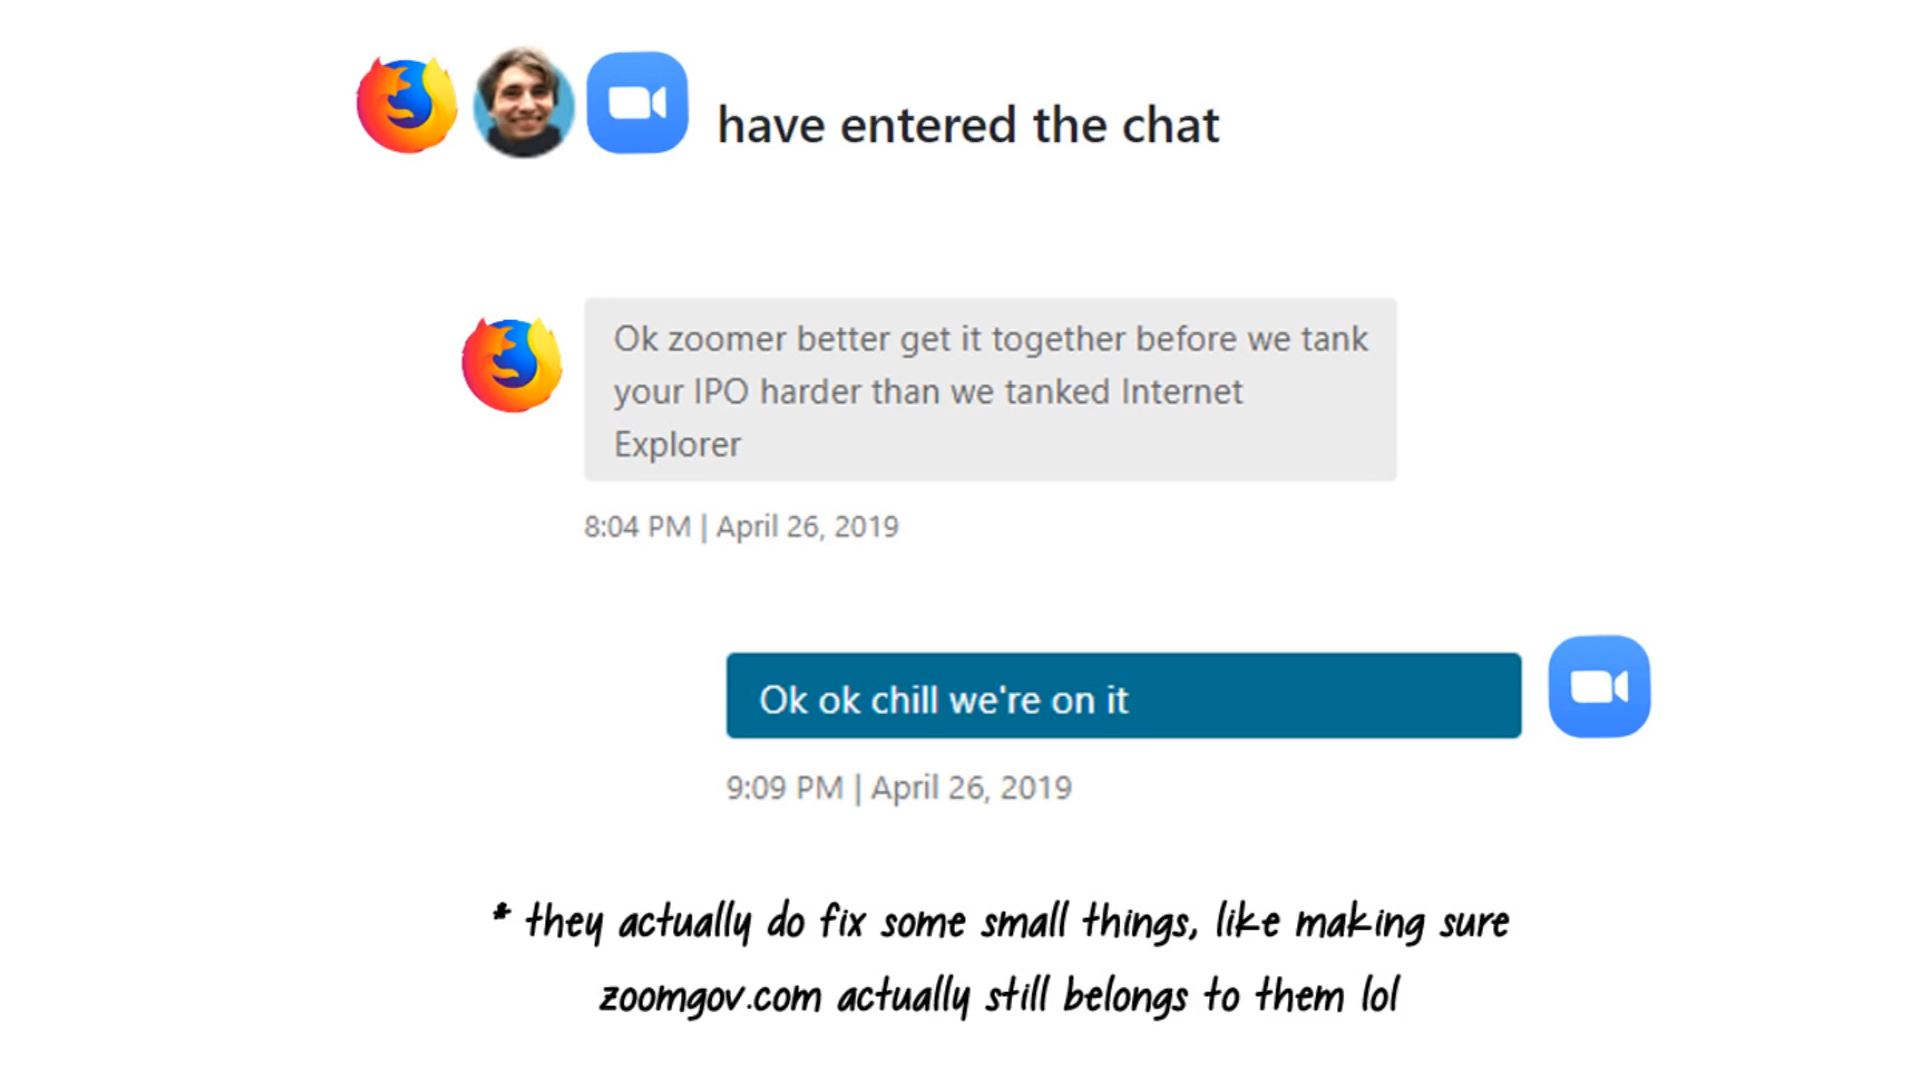 have entered the chat
Ok zoomer better get it together before we tank
your IPO harder than we tanked Internet
Explorer
8:04 PM | April 26, 2019
Ok ok chill we're on it
9:09 PM | April 26, 2019
* they actually do fix some small things, like making sure
zoomgov.com actually still belongs to them lol